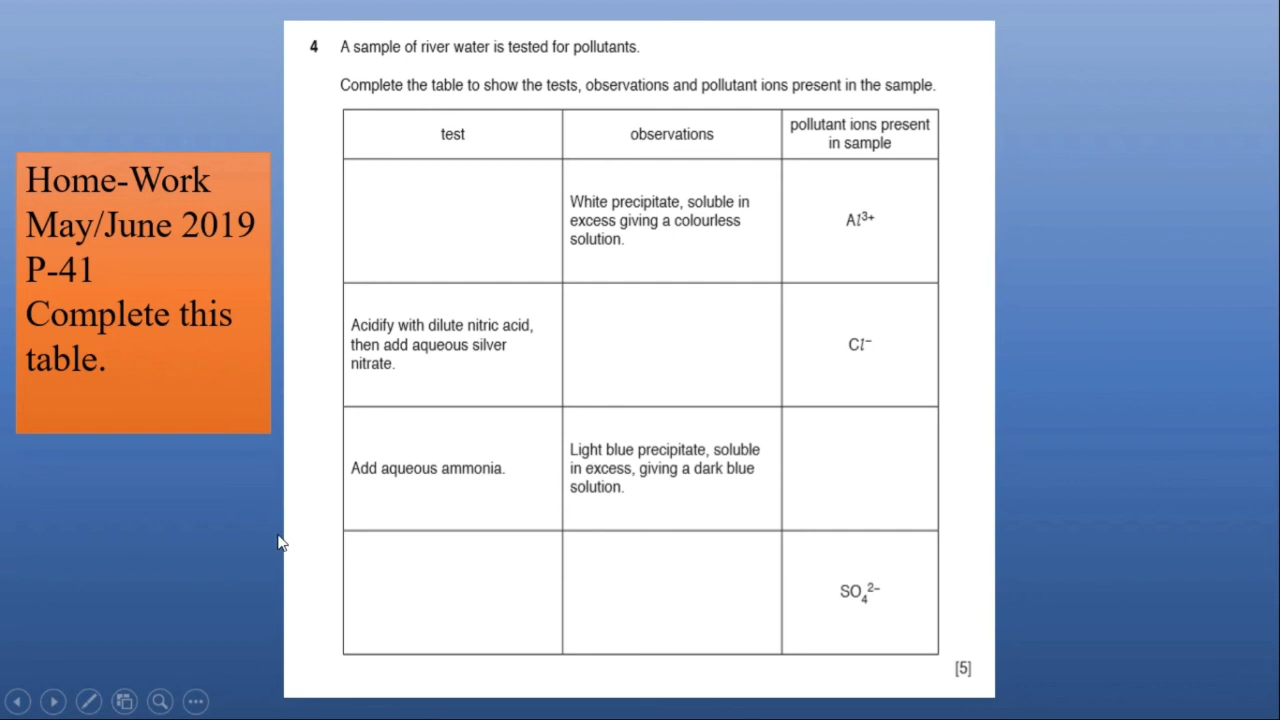 Home-Work
May/June 2019
P-41
Complete this
table.
4 A sample of river water is tested for pollutants.
Complete the table to show the tests, observations and pollutant ions present in the sample.
test
observations
pollutant ions present
in sample
White precipitate, soluble in
excess giving a colourless
solution.
Al³⁺
Acidify with dilute nitric acid,
then add aqueous silver
nitrate.
Cl⁻
Add aqueous ammonia.
Light blue precipitate, soluble
in excess, giving a dark blue
solution.
SO₄²⁻
[5]